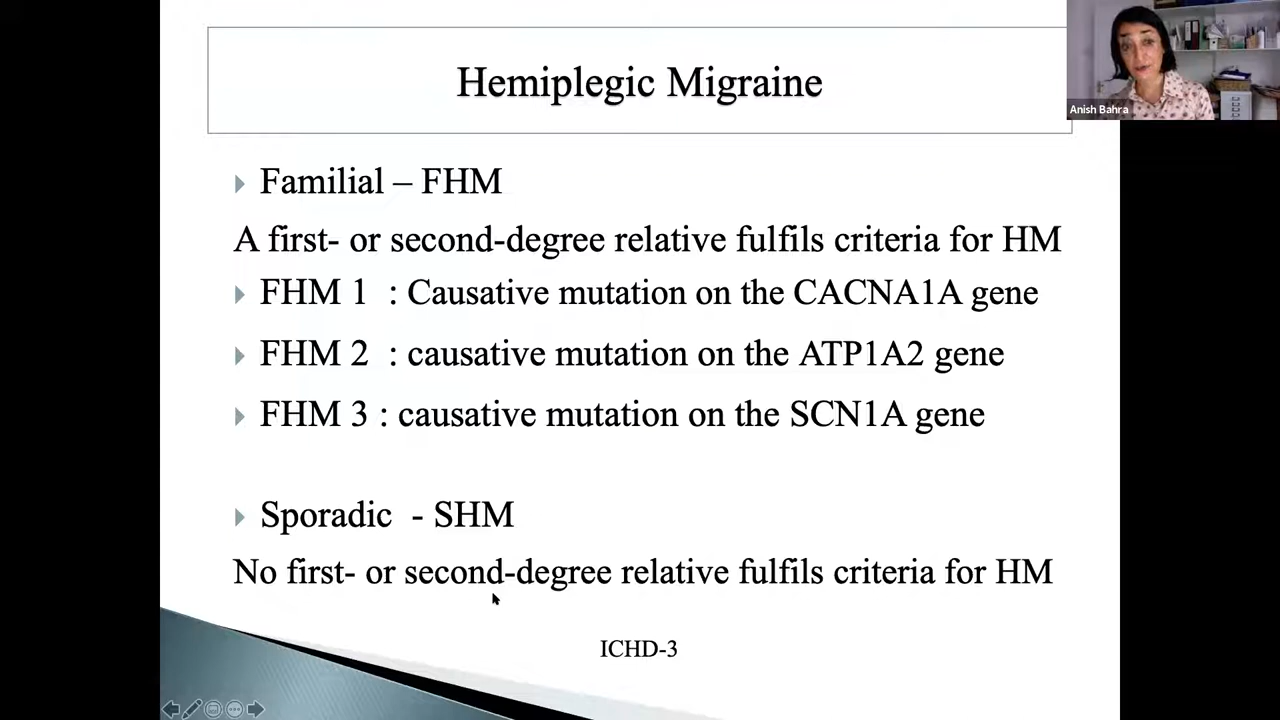 Hemiplegic Migraine
Anish Bahra
Familial – FHM
A first- or second-degree relative fulfils criteria for HM
FHM 1 : Causative mutation on the CACNA1A gene
FHM 2 : causative mutation on the ATP1A2 gene
FHM 3 : causative mutation on the SCN1A gene
Sporadic - SHM
No first- or second-degree relative fulfils criteria for HM
ICHD-3